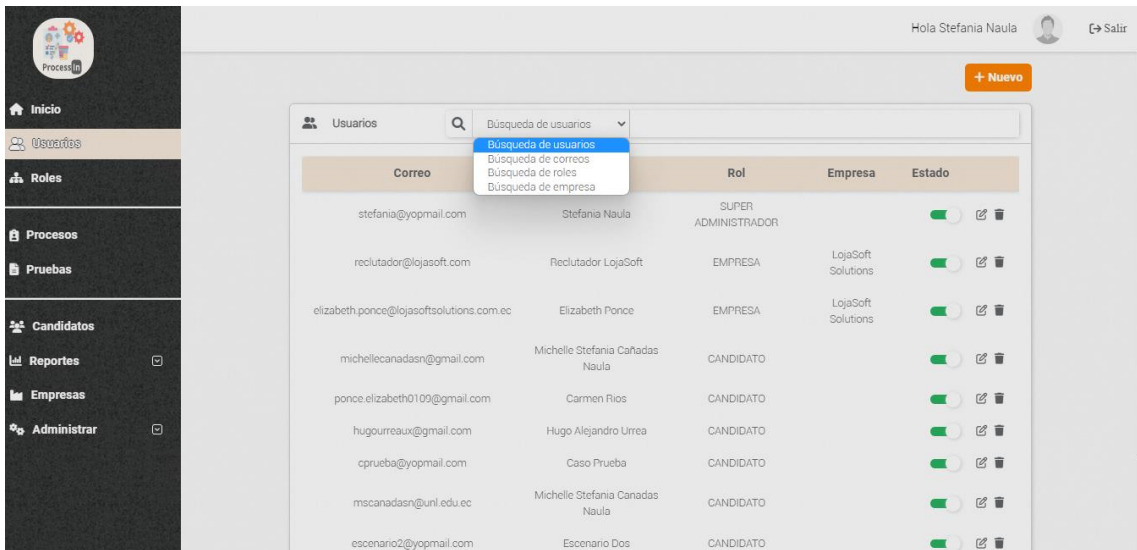 Hola Stefania Naula
Salir
ProcessIn
+ Nuevo
Inicio
Usuarios
Roles
Procesos
Pruebas
Candidatos
Reportes
Empresas
Administrar
Usuarios
Búsqueda de usuarios
Búsqueda de usuarios
Búsqueda de correos
Búsqueda de roles
Búsqueda de empresa
Correo Rol Empresa Estado
stefania@yopmail.com Stefania Naula SUPER
ADMINISTRADOR
reclutador@lojasoft.com Reclutador LojaSoft EMPRESA LojaSoft
Solutions
elizabeth.ponce@lojasoftsolutions.com.ec Elizabeth Ponce EMPRESA LojaSoft
Solutions
michellecanadasn@gmail.com Michelle Stefania Cañadas
Naula CANDIDATO
ponce.elizabeth0109@gmail.com Carmen Rios CANDIDATO
hugourreaux@gmail.com Hugo Alejandro Urrea CANDIDATO
cprueba@yopmail.com Caso Prueba CANDIDATO
mscanadasn@unl.edu.ec Michelle Stefania Canadas
Naula CANDIDATO
escenario2@yopmail.com Escenario Dos CANDIDATO